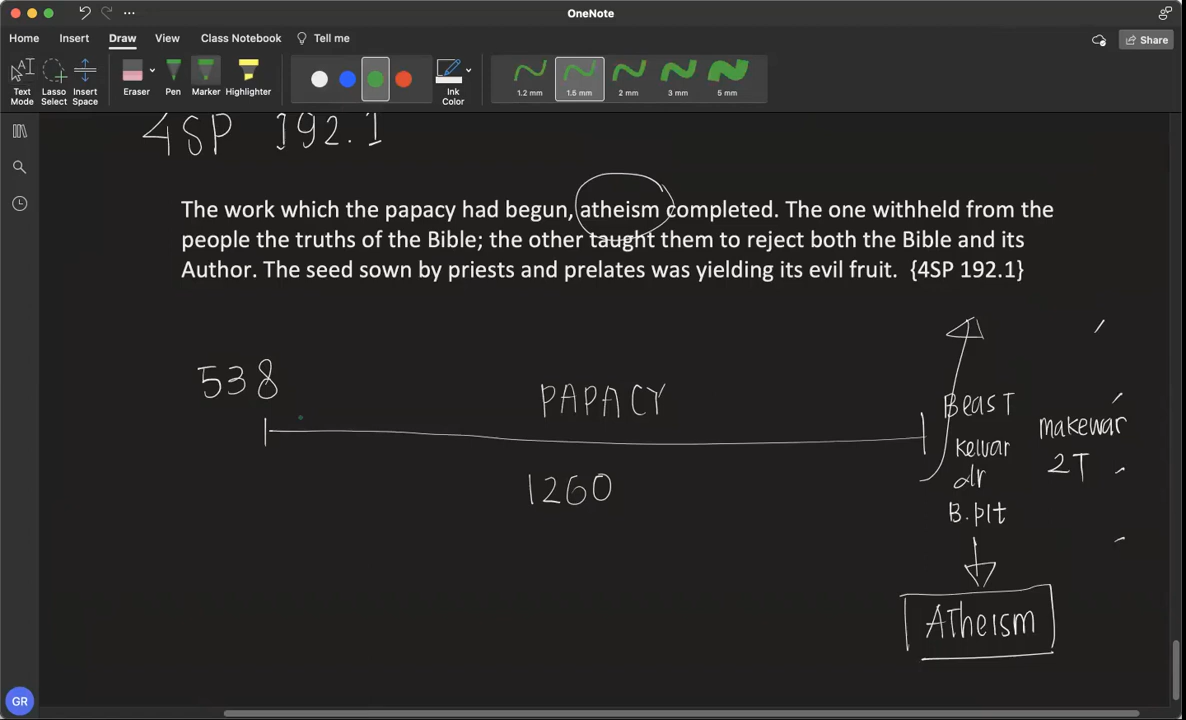 OneNote
Home Insert Draw View Class Notebook Tell me
Share
Text Mode
Lasso Select
Insert Space
Eraser
Pen
Marker
Highlighter
Ink Color
1.2 mm
1.5 mm
2 mm
3 mm
5 mm
4SP 192.1
The work which the papacy had begun, atheism completed. The one withheld from the
people the truths of the Bible; the other taught them to reject both the Bible and its
Author. The seed sown by priests and prelates was yielding its evil fruit. {4SP 192.1}
538
PAPACY
1260
Beast
Keluar
dr
B.pit
makewar
2T
Atheism
GR